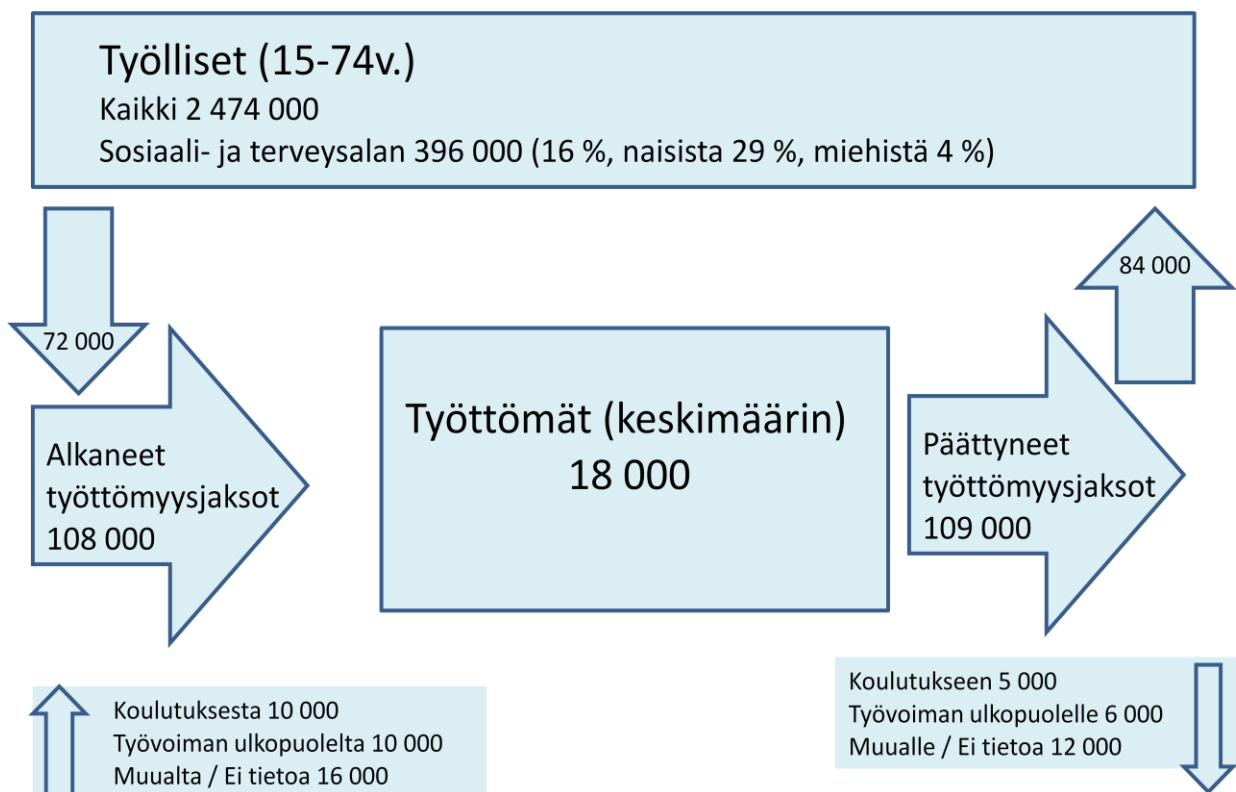 Työlliset (15-74v.)
Kaikki 2 474 000
Sosiaali- ja terveysalan 396 000 (16 %, naisista 29 %, miehistä 4 %)
72 000
84 000
Alkaneet
työttömyysjaksot
108 000
Työttömät (keskimäärin)
18 000
Päättyneet
työttömyysjaksot
109 000
Koulutuksesta 10 000
Työvoiman ulkopuolelta 10 000
Muualta / Ei tietoa 16 000
Koulutukseen 5 000
Työvoiman ulkopuolelle 6 000
Muualle / Ei tietoa 12 000